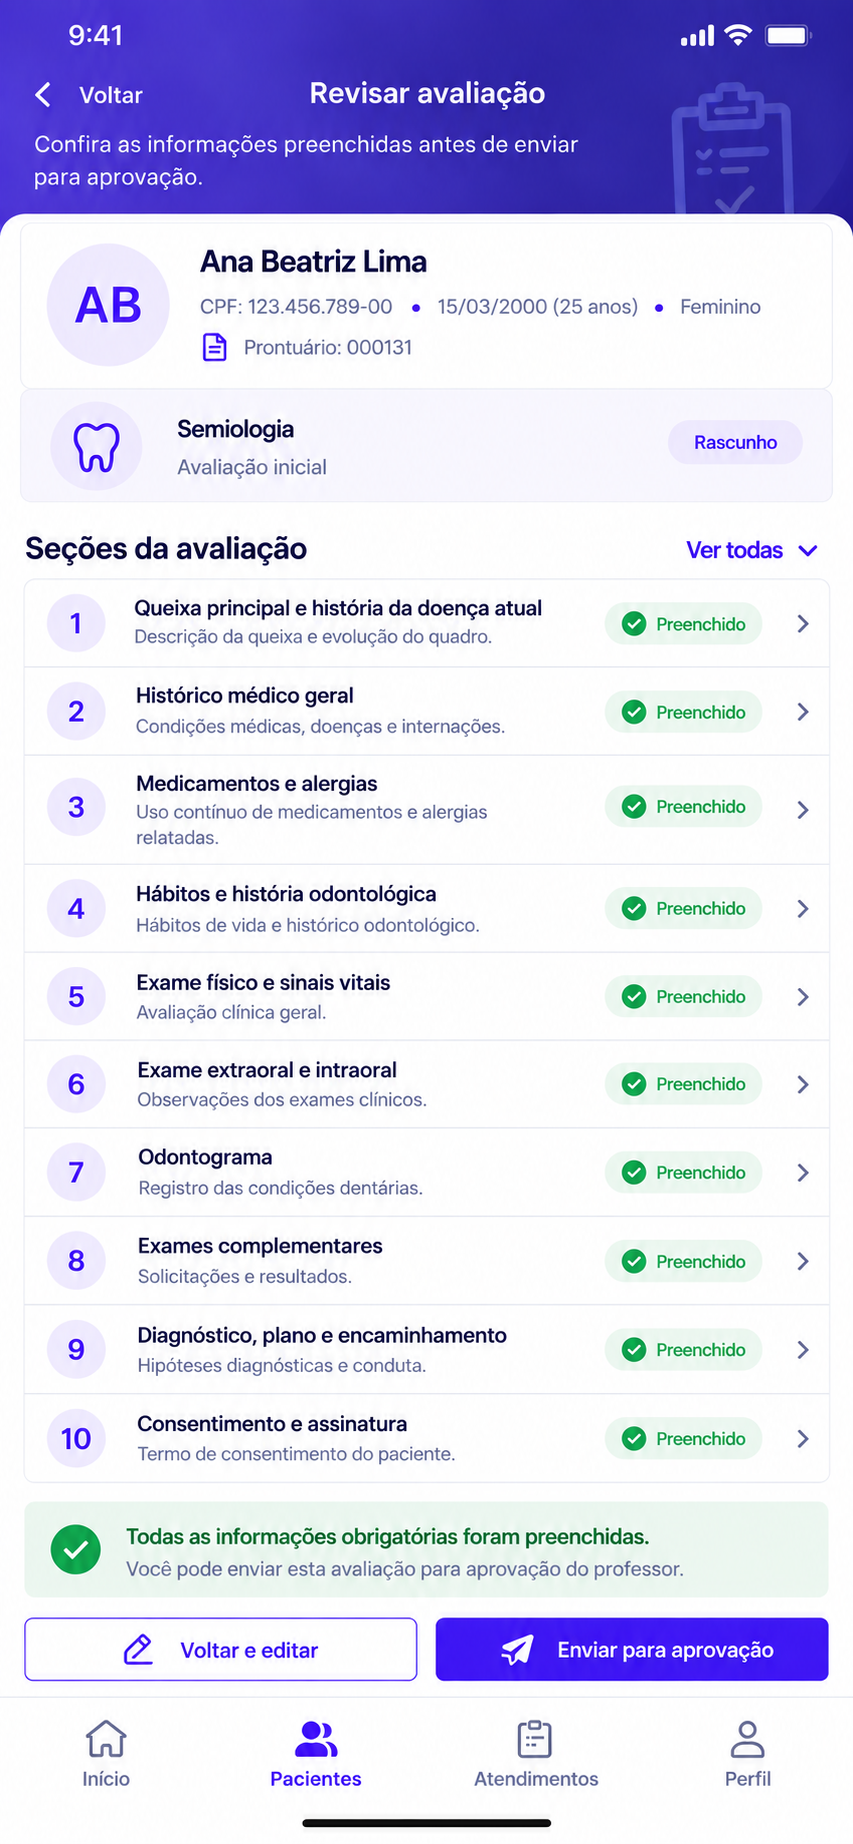 9:41
Voltar
Revisar avaliação
Confira as informações preenchidas antes de enviar
para aprovação.
AB
Ana Beatriz Lima
CPF: 123.456.789-00 • 15/03/2000 (25 anos) • Feminino
Prontuário: 000131
Semiologia
Avaliação inicial
Rascunho
Seções da avaliação
Ver todas
1
Queixa principal e história da doença atual
Descrição da queixa e evolução do quadro.
Preenchido
2
Histórico médico geral
Condições médicas, doenças e internações.
Preenchido
3
Medicamentos e alergias
Uso contínuo de medicamentos e alergias
relatadas.
Preenchido
4
Hábitos e história odontológica
Hábitos de vida e histórico odontológico.
Preenchido
5
Exame físico e sinais vitais
Avaliação clínica geral.
Preenchido
6
Exame extraoral e intraoral
Observações dos exames clínicos.
Preenchido
7
Odontograma
Registro das condições dentárias.
Preenchido
8
Exames complementares
Solicitações e resultados.
Preenchido
9
Diagnóstico, plano e encaminhamento
Hipóteses diagnósticas e conduta.
Preenchido
10
Consentimento e assinatura
Termo de consentimento do paciente.
Preenchido
Todas as informações obrigatórias foram preenchidas.
Você pode enviar esta avaliação para aprovação do professor.
Voltar e editar
Enviar para aprovação
Início
Pacientes
Atendimentos
Perfil